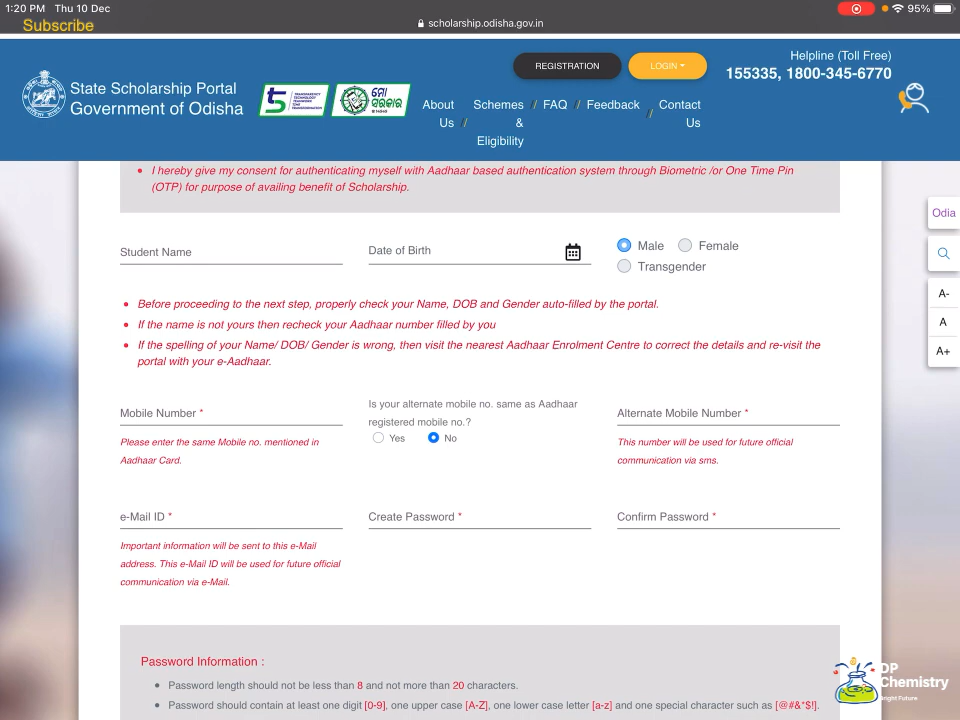 1:20 PM Thu 10 Dec
95%
Subscribe
scholarship.odisha.gov.in
REGISTRATION
LOGIN
Helpline (Toll Free)
155335, 1800-345-6770
State Scholarship Portal
Government of Odisha
5T
TRANSPARENCY
TECHNOLOGY
TEAMWORK
TIME
TRANSFORMATION
ମୋ
ସରକାର
About Us / Schemes & Eligibility // FAQ // Feedback // Contact Us
I hereby give my consent for authenticating myself with Aadhaar based authentication system through Biometric /or One Time Pin
(OTP) for purpose of availing benefit of Scholarship.
Odia
Student Name
Date of Birth
Male Female
Transgender
A-
A
A+
Before proceeding to the next step, properly check your Name, DOB and Gender auto-filled by the portal.
If the name is not yours then recheck your Aadhaar number filled by you
If the spelling of your Name/ DOB/ Gender is wrong, then visit the nearest Aadhaar Enrolment Centre to correct the details and re-visit the
portal with your e-Aadhaar.
Mobile Number *
Please enter the same Mobile no. mentioned in
Aadhaar Card.
Is your alternate mobile no. same as Aadhaar
registered mobile no.?
Yes No
Alternate Mobile Number *
This number will be used for future official
communication via sms.
e-Mail ID *
Create Password *
Confirm Password *
Important information will be sent to this e-Mail
address. This e-Mail ID will be used for future official
communication via e-Mail.
Password Information :
Password length should not be less than 8 and not more than 20 characters.
Password should contain at least one digit [0-9], one upper case [A-Z], one lower case letter [a-z] and one special character such as [@#&*$!].
DP
Chemistry
Bright Future